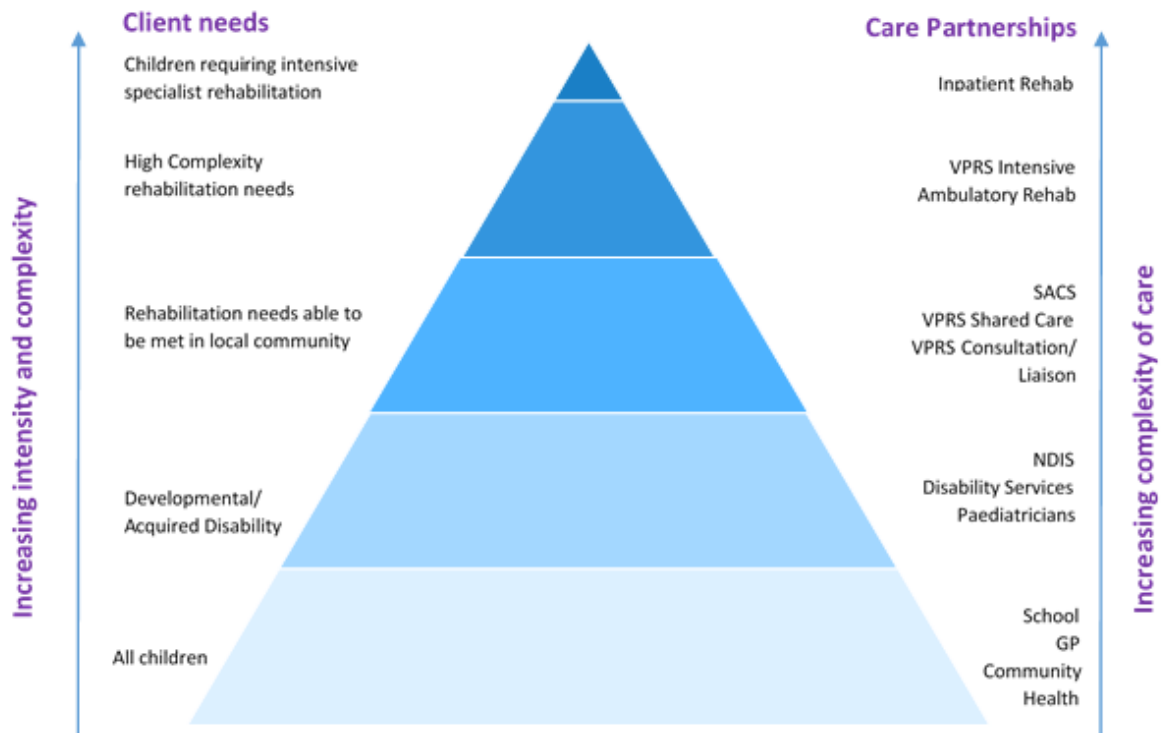 Client needs
Care Partnerships
Children requiring intensive
specialist rehabilitation
Inpatient Rehab
High Complexity
rehabilitation needs
VPRS Intensive
Ambulatory Rehab
Rehabilitation needs able to
be met in local community
SACS
VPRS Shared Care
VPRS Consultation/
Liaison
Developmental/
Acquired Disability
NDIS
Disability Services
Paediatricians
All children
School
GP
Community
Health
Increasing intensity and complexity
Increasing complexity of care